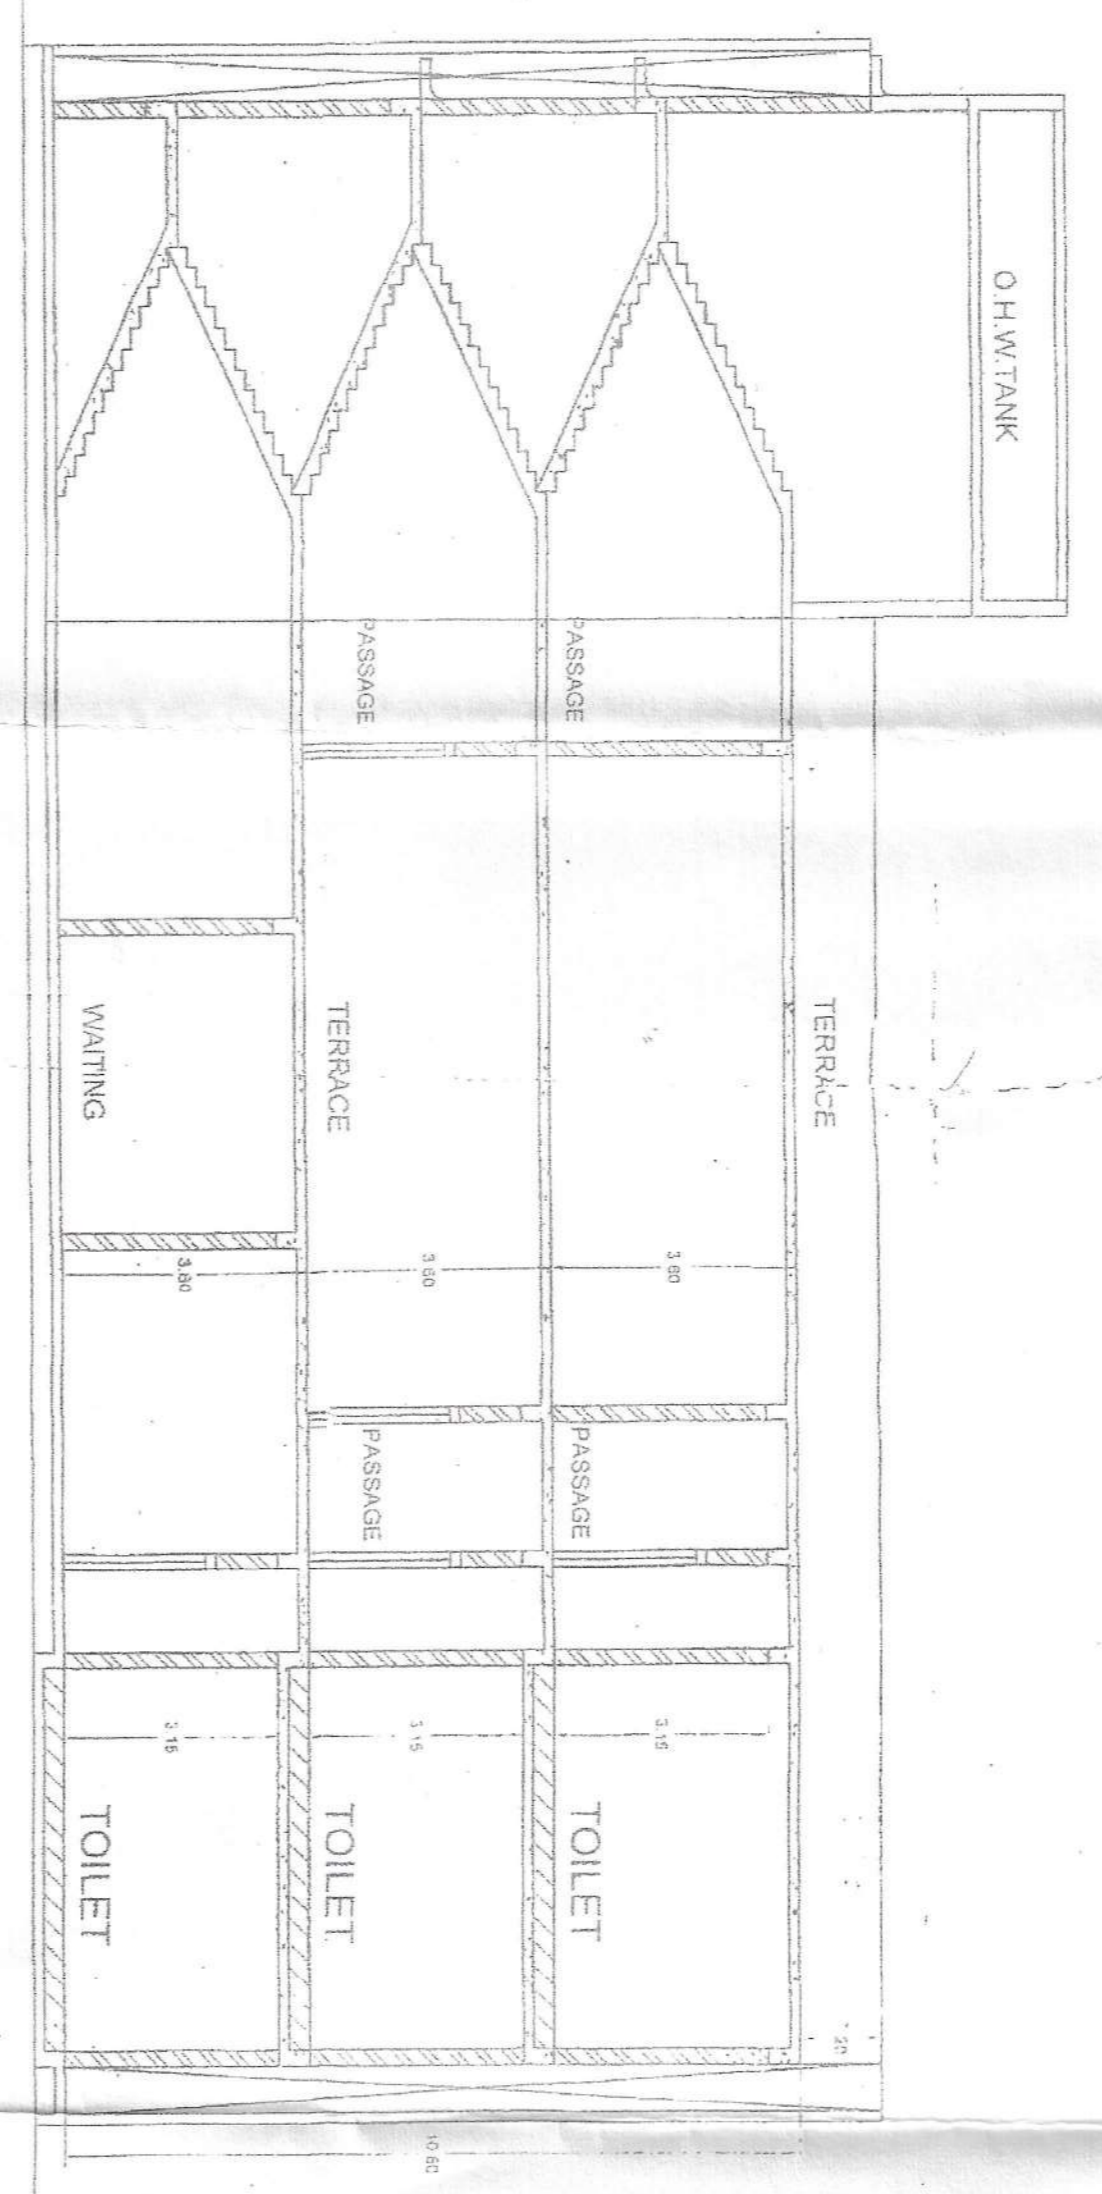 O.H.W.TANK
TERRACE
PASSAGE
PASSAGE
3.60
3.60
3.60
TERRACE
WAITING
PASSAGE
PASSAGE
3.15
3.15
3.15
TOILET
TOILET
TOILET
10.80